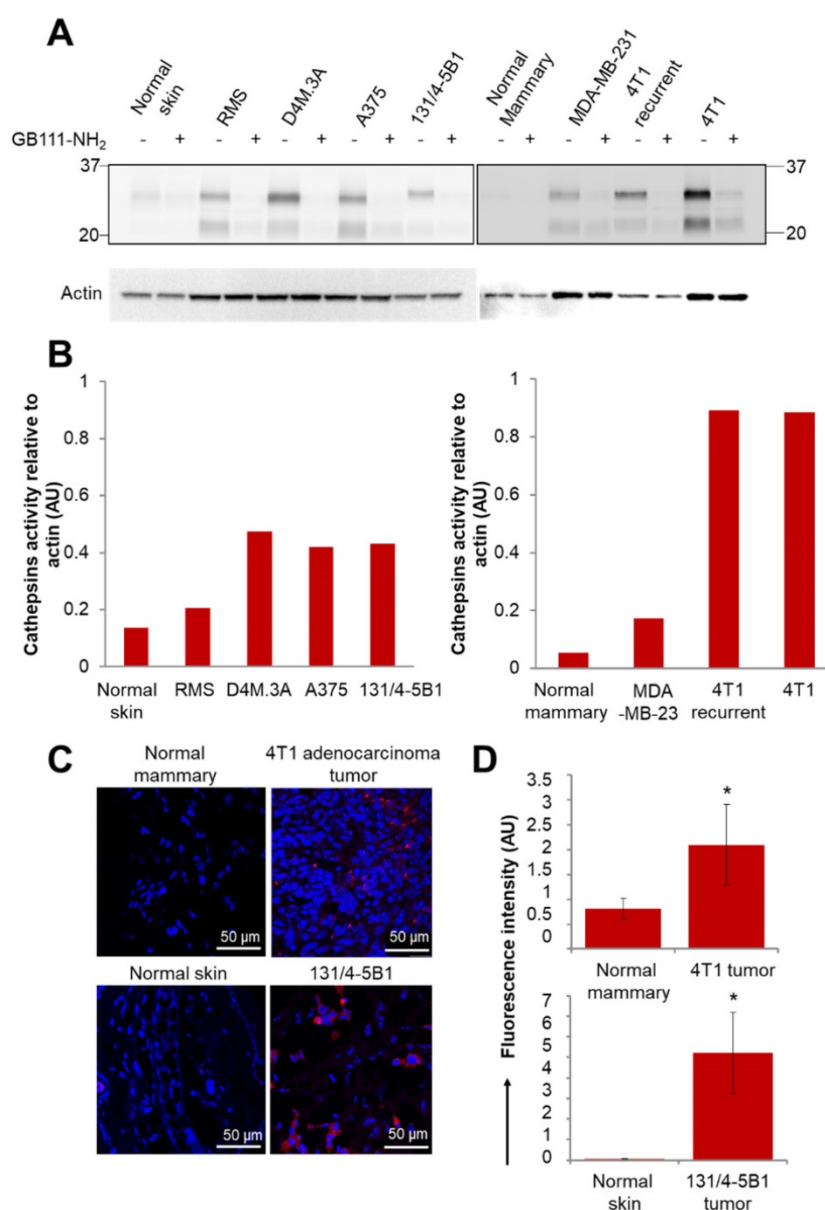 A
Normal skin
RMS
D4M.3A
A375
131/4-5B1
Normal Mammary
MDA-MB-231
4T1 recurrent
4T1
GB111-NH₂ - + - + - + - + - + - + - + - + - +
37
20
37
20
Actin
B
Cathepsins activity relative to
actin (AU)
1
0.8
0.6
0.4
0.2
0
Normal
skin
RMS
D4M.3A
A375
131/4-5B1
Cathepsins activity relative to
actin (AU)
1
0.8
0.6
0.4
0.2
0
Normal
mammary
MDA
-MB-23
4T1
recurrent
4T1
C
Normal
mammary
4T1 adenocarcinoma
tumor
50 µm
50 µm
Normal skin
131/4-5B1
50 µm
50 µm
D
Fluorescence intensity (AU)
3.5
3
2.5
2
1.5
1
0.5
0
*
Normal
mammary
4T1 tumor
7
6
5
4
3
2
1
0
*
Normal
skin
131/4-5B1
tumor